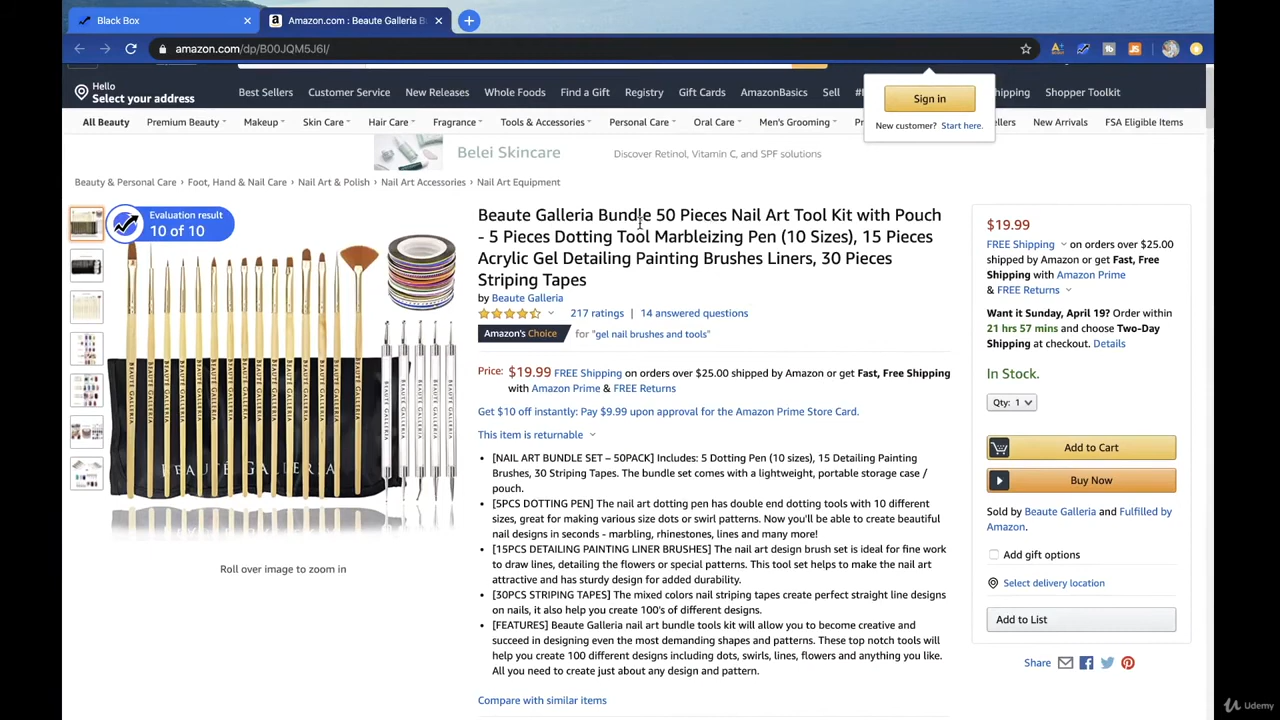 Black Box
Amazon.com : Beaute Galleria B
amazon.com/dp/B00JQM5J6I/
Hello
Select your address
Best Sellers Customer Service New Releases Whole Foods Find a Gift Registry Gift Cards AmazonBasics Sell Shopper Toolkit
Sign in
New customer? Start here.
All Beauty Premium Beauty Makeup Skin Care Hair Care Fragrance Tools & Accessories Personal Care Oral Care Men's Grooming New Arrivals FSA Eligible Items
Belei Skincare Discover Retinol, Vitamin C, and SPF solutions
Beauty & Personal Care › Foot, Hand & Nail Care › Nail Art & Polish › Nail Art Accessories › Nail Art Equipment
Evaluation result
10 of 10
BEAUTÉ GALLERIA
Roll over image to zoom in
Beaute Galleria Bundle 50 Pieces Nail Art Tool Kit with Pouch
- 5 Pieces Dotting Tool Marbleizing Pen (10 Sizes), 15 Pieces
Acrylic Gel Detailing Painting Brushes Liners, 30 Pieces
Striping Tapes
by Beaute Galleria
217 ratings | 14 answered questions
Amazon's Choice for "gel nail brushes and tools"
Price: $19.99 FREE Shipping on orders over $25.00 shipped by Amazon or get Fast, Free Shipping
with Amazon Prime & FREE Returns
Get $10 off instantly: Pay $9.99 upon approval for the Amazon Prime Store Card.
This item is returnable
• [NAIL ART BUNDLE SET – 50PACK] Includes: 5 Dotting Pen (10 sizes), 15 Detailing Painting
Brushes, 30 Striping Tapes. The bundle set comes with a lightweight, portable storage case /
pouch.
• [5PCS DOTTING PEN] The nail art dotting pen has double end dotting tools with 10 different
sizes, great for making various size dots or swirl patterns. Now you'll be able to create beautiful
nail designs in seconds - marbling, rhinestones, lines and many more!
• [15PCS DETAILING PAINTING LINER BRUSHES] The nail art design brush set is ideal for fine work
to draw lines, detailing the flowers or special patterns. This tool set helps to make the nail art
attractive and has sturdy design for added durability.
• [30PCS STRIPING TAPES] The mixed colors nail striping tapes create perfect straight line designs
on nails, it also help you create 100's of different designs.
• [FEATURES] Beaute Galleria nail art bundle tools kit will allow you to become creative and
succeed in designing even the most demanding shapes and patterns. These top notch tools will
help you create 100 different designs including dots, swirls, lines, flowers and anything you like.
All you need to create just about any design and pattern.
Compare with similar items
$19.99
FREE Shipping on orders over $25.00
shipped by Amazon or get Fast, Free
Shipping with Amazon Prime
& FREE Returns
Want it Sunday, April 19? Order within
21 hrs 57 mins and choose Two-Day
Shipping at checkout. Details
In Stock.
Qty: 1
Add to Cart
Buy Now
Sold by Beaute Galleria and Fulfilled by
Amazon.
Add gift options
Select delivery location
Add to List
Share
Udemy